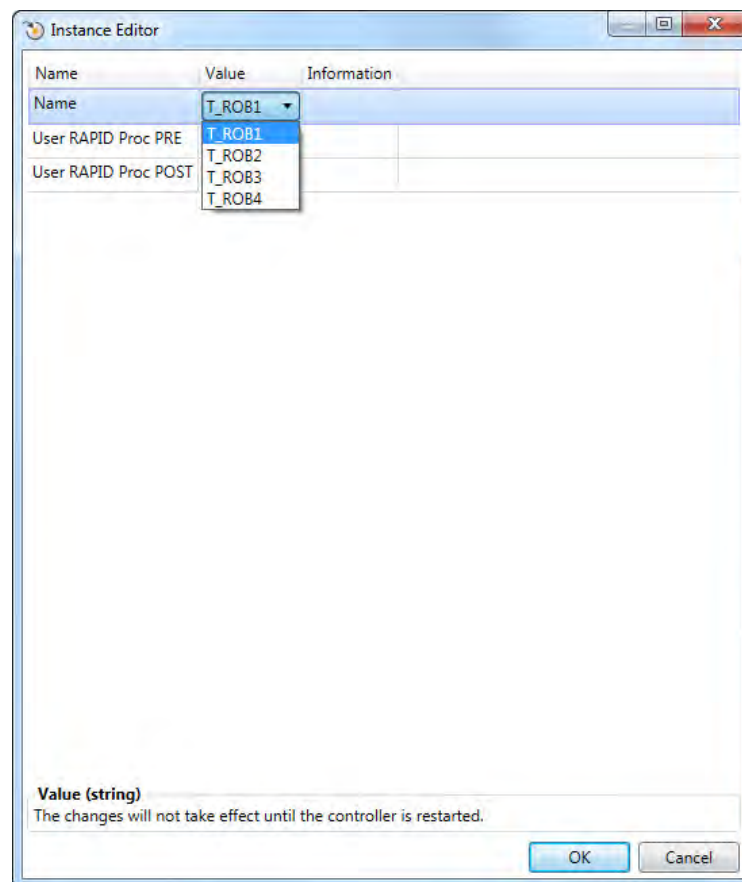 Instance Editor
Name Value Information
Name T_ROB1
User RAPID Proc PRE T_ROB1
T_ROB2
User RAPID Proc POST T_ROB3
T_ROB4
Value (string)
The changes will not take effect until the controller is restarted.
OK Cancel